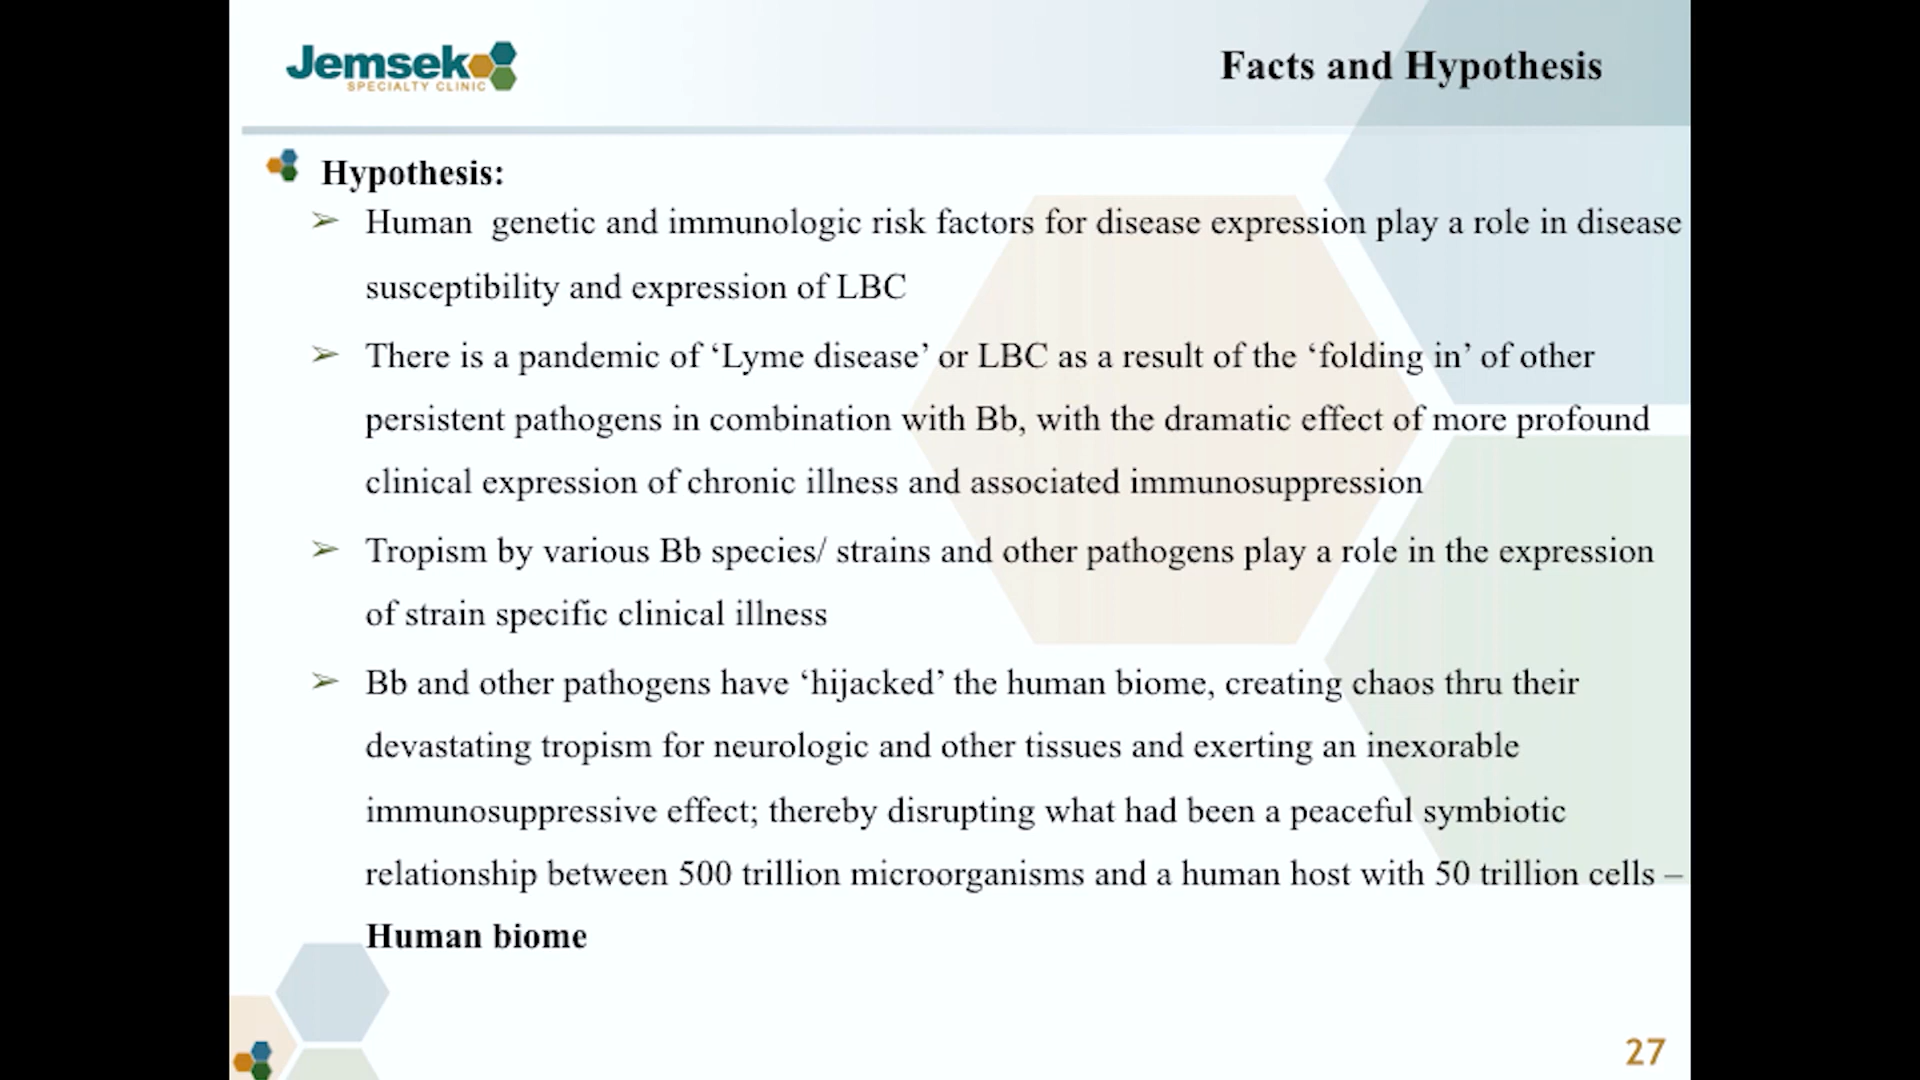 Jemsek
SPECIALTY CLINIC
Facts and Hypothesis
Hypothesis:
➢ Human genetic and immunologic risk factors for disease expression play a role in disease
susceptibility and expression of LBC
➢ There is a pandemic of ‘Lyme disease’ or LBC as a result of the ‘folding in’ of other
persistent pathogens in combination with Bb, with the dramatic effect of more profound
clinical expression of chronic illness and associated immunosuppression
➢ Tropism by various Bb species/ strains and other pathogens play a role in the expression
of strain specific clinical illness
➢ Bb and other pathogens have ‘hijacked’ the human biome, creating chaos thru their
devastating tropism for neurologic and other tissues and exerting an inexorable
immunosuppressive effect; thereby disrupting what had been a peaceful symbiotic
relationship between 500 trillion microorganisms and a human host with 50 trillion cells –
Human biome
27